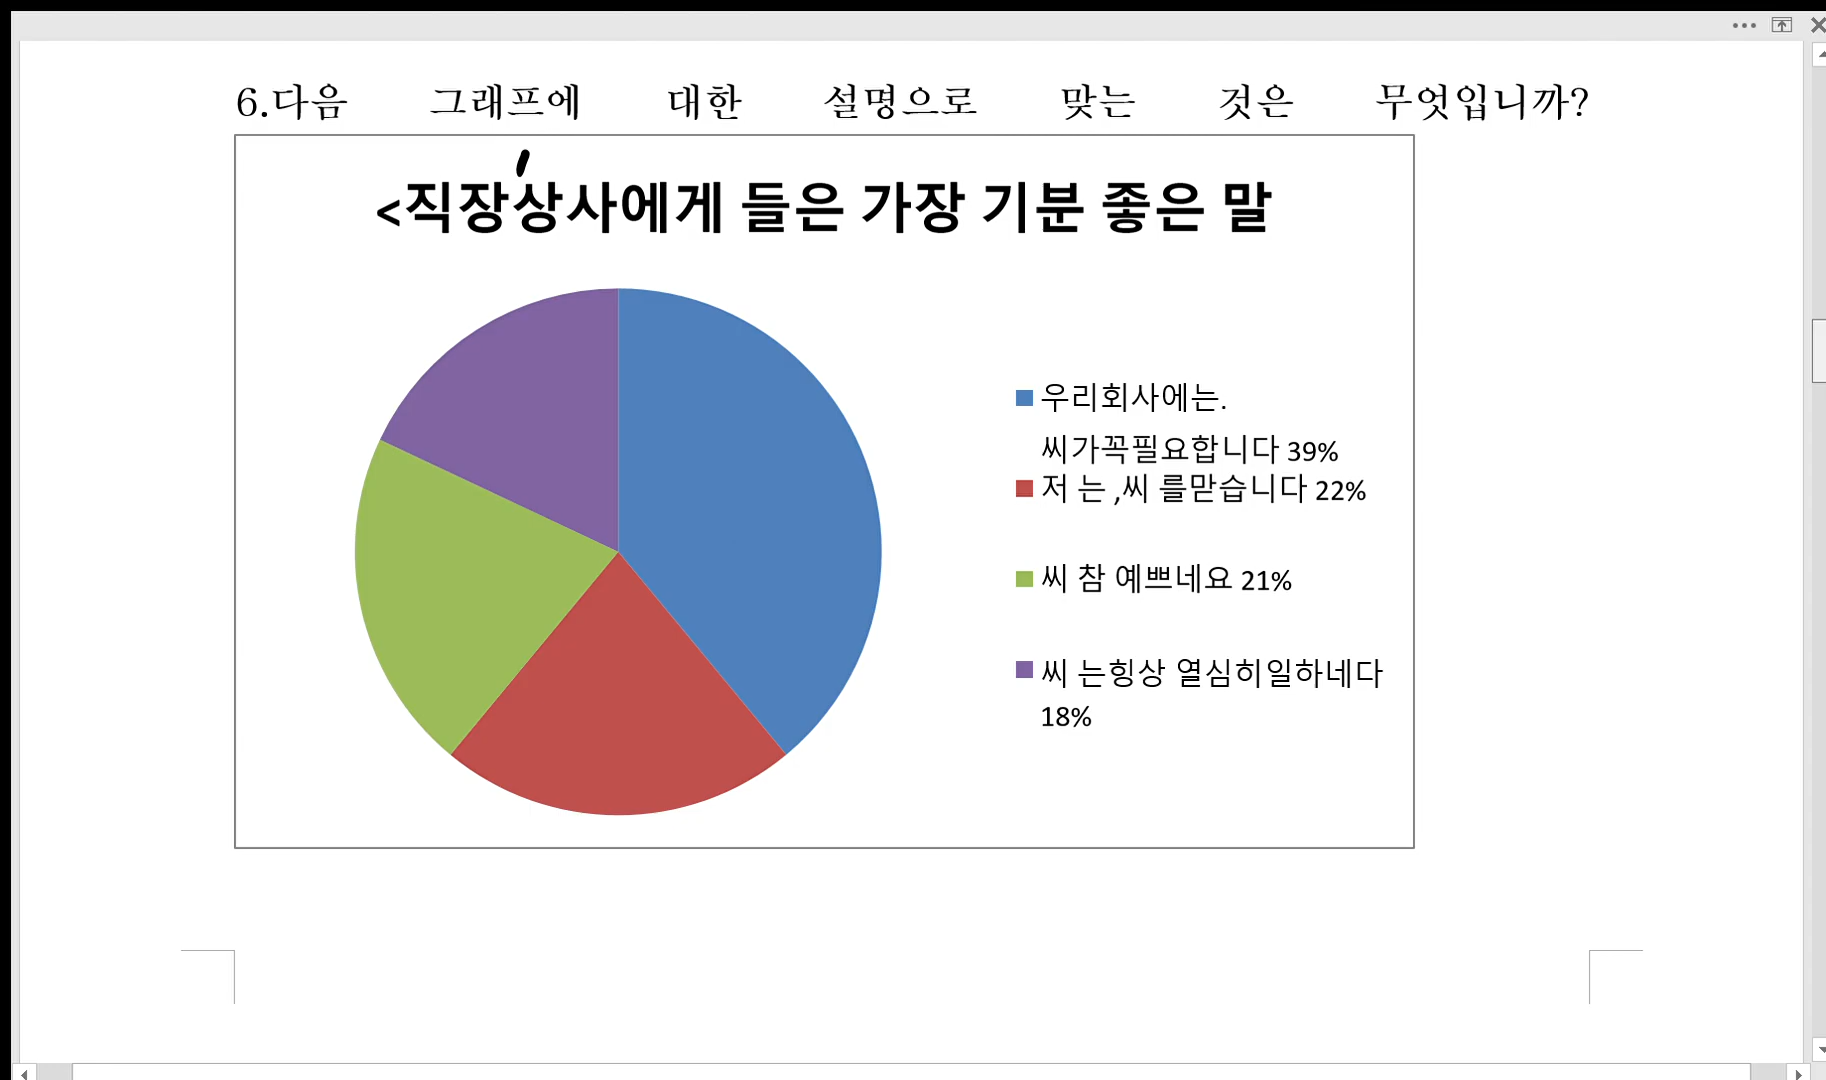 6.다음 그래프에 대한 설명으로 맞는 것은 무엇입니까?
<직장상사에게 들은 가장 기분 좋은 말
우리회사에는.
씨가꼭필요합니다 39%
저 는 ,씨 를맏습니다 22%
씨 참 예쁘네요 21%
씨 는힝상 열심히일하네다
18%